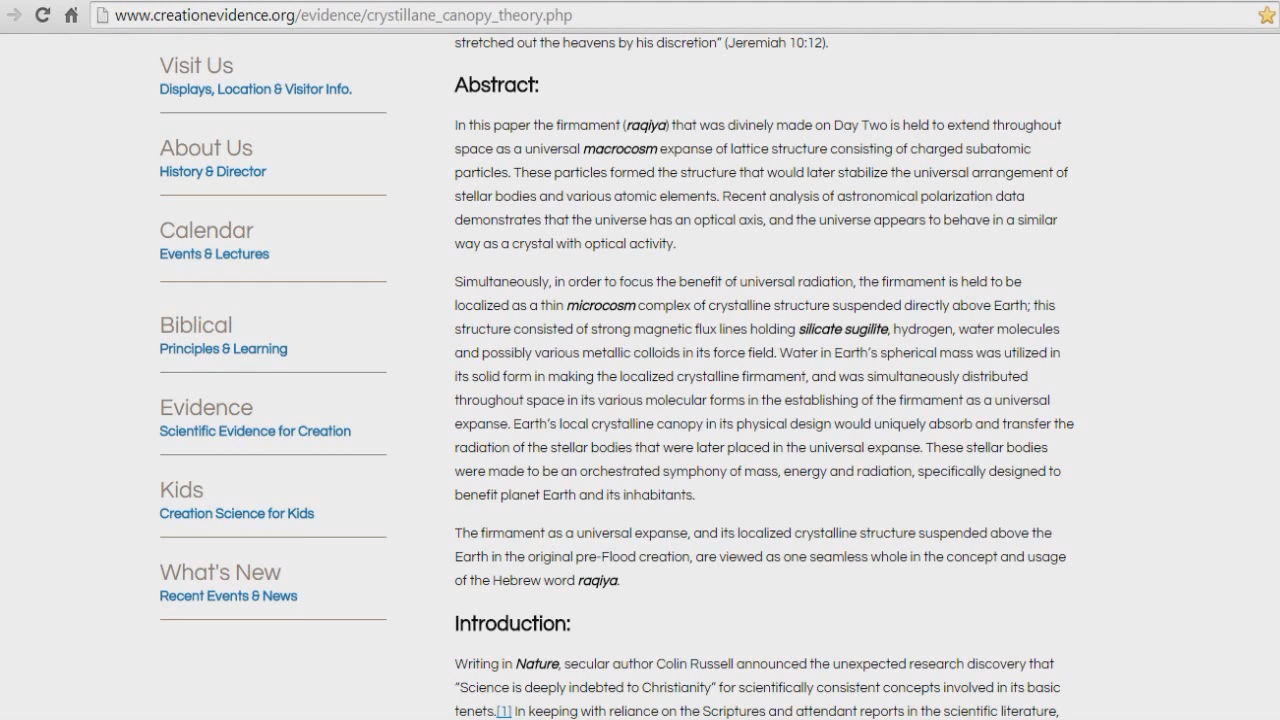 www.creationevidence.org/evidence/crystillane_canopy_theory.php
Visit Us
Displays, Location & Visitor Info.
About Us
History & Director
Calendar
Events & Lectures
Biblical
Principles & Learning
Evidence
Scientific Evidence for Creation
Kids
Creation Science for Kids
What's New
Recent Events & News
stretched out the heavens by his discretion” (Jeremiah 10:12).
Abstract:
In this paper the firmament (raqiya) that was divinely made on Day Two is held to extend throughout
space as a universal macrocosm expanse of lattice structure consisting of charged subatomic
particles. These particles formed the structure that would later stabilize the universal arrangement of
stellar bodies and various atomic elements. Recent analysis of astronomical polarization data
demonstrates that the universe has an optical axis, and the universe appears to behave in a similar
way as a crystal with optical activity.
Simultaneously, in order to focus the benefit of universal radiation, the firmament is held to be
localized as a thin microcosm complex of crystalline structure suspended directly above Earth; this
structure consisted of strong magnetic flux lines holding silicate sugilite, hydrogen, water molecules
and possibly various metallic colloids in its force field. Water in Earth’s spherical mass was utilized in
its solid form in making the localized crystalline firmament, and was simultaneously distributed
throughout space in its various molecular forms in the establishing of the firmament as a universal
expanse. Earth’s local crystalline canopy in its physical design would uniquely absorb and transfer the
radiation of the stellar bodies that were later placed in the universal expanse. These stellar bodies
were made to be an orchestrated symphony of mass, energy and radiation, specifically designed to
benefit planet Earth and its inhabitants.
The firmament as a universal expanse, and its localized crystalline structure suspended above the
Earth in the original pre-Flood creation, are viewed as one seamless whole in the concept and usage
of the Hebrew word raqiya.
Introduction:
Writing in Nature, secular author Colin Russell announced the unexpected research discovery that
“Science is deeply indebted to Christianity” for scientifically consistent concepts involved in its basic
tenets.[1] In keeping with reliance on the Scriptures and attendant reports in the scientific literature,